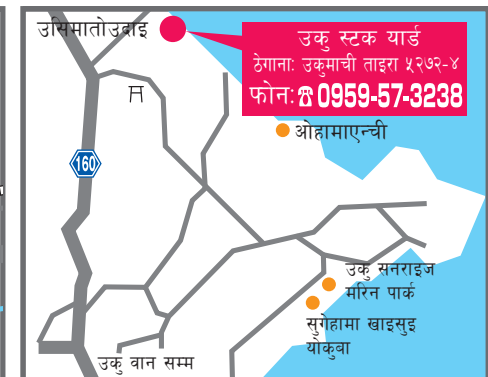 उसिमातोउदाइ
उकु स्टक यार्ड
ठेगानाः उकुमाची ताइरा ५२७२-४
फोनः☎ 0959-57-3238
160
ओहामाएन्ची
उकु सनराइज
मरिन पार्क
सुगेहामा खाइसुइ
योकुबा
उकु वान सम्म